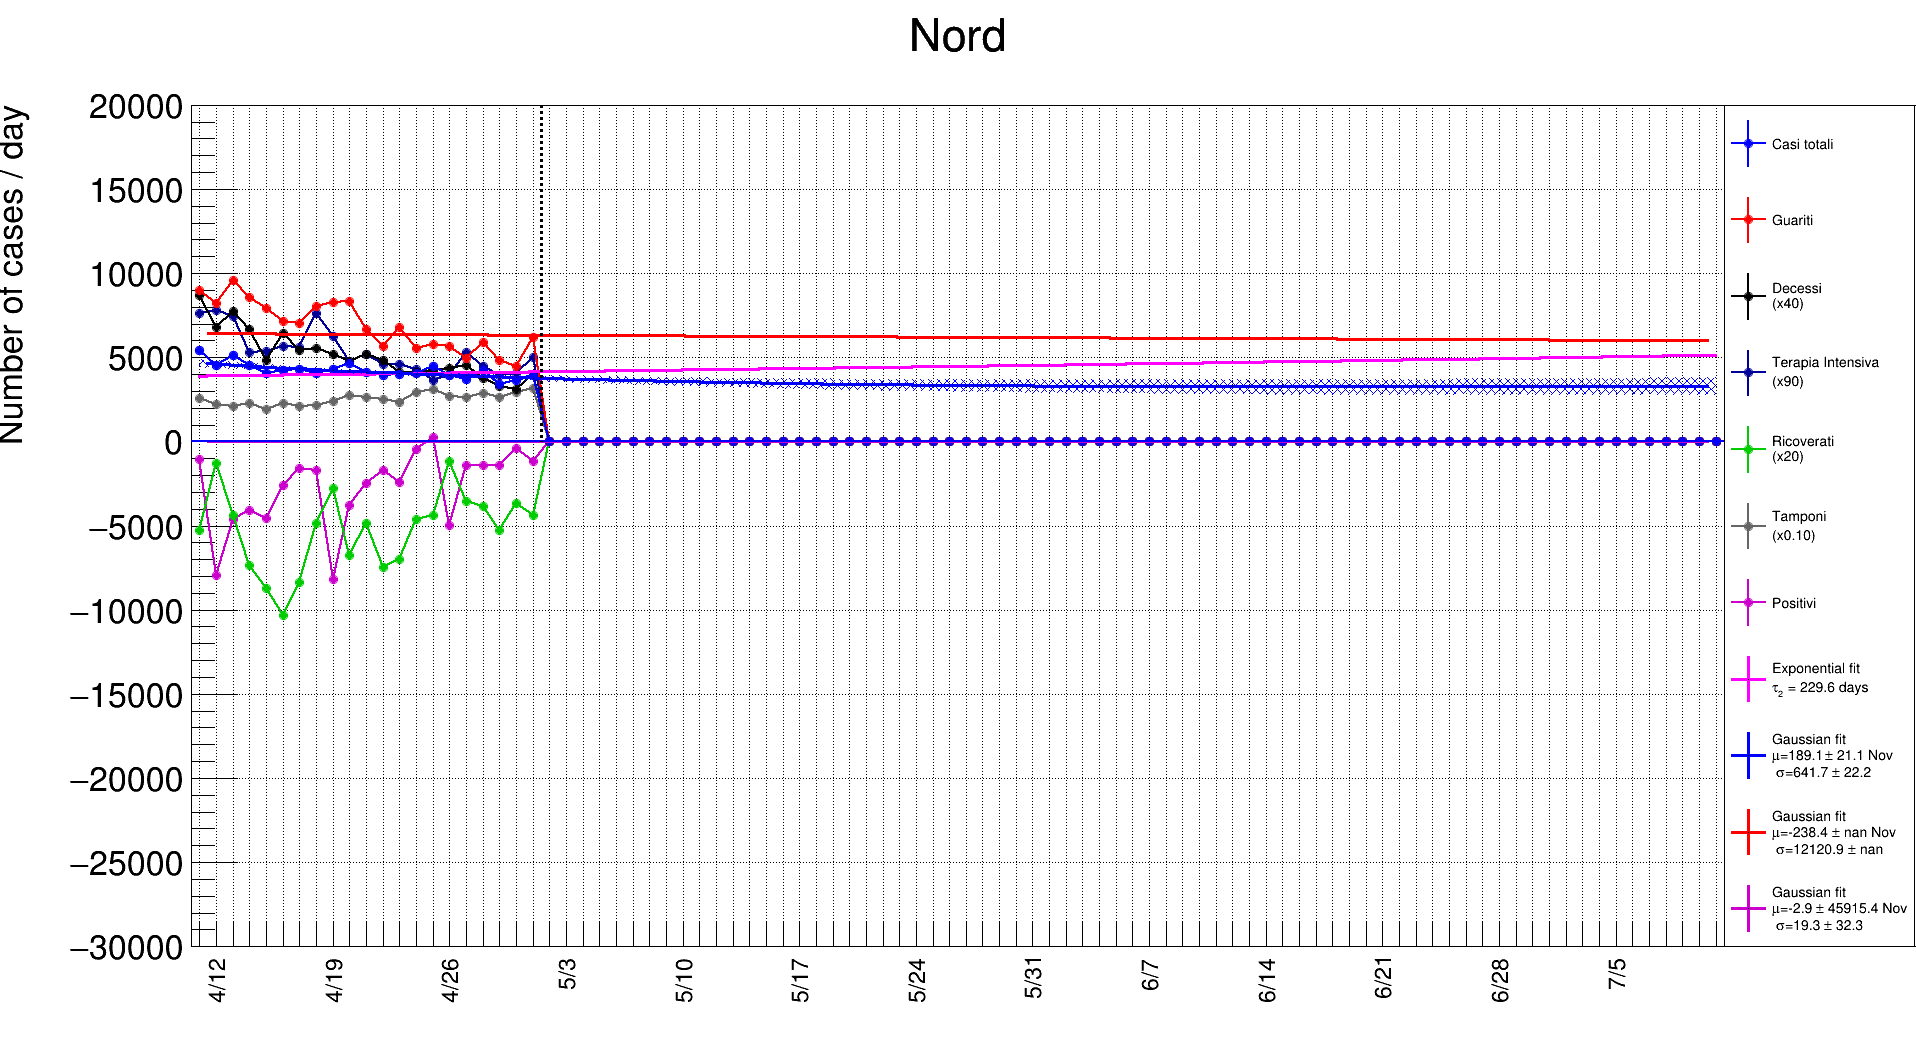 Nord
Number of cases / day
20000
15000
10000
5000
0
−5000
−10000
−15000
−20000
−25000
−30000
4/12
4/19
4/26
5/3
5/10
5/17
5/24
5/31
6/7
6/14
6/21
6/28
7/5
Casi totali
Guariti
Decessi
(x40)
Terapia Intensiva
(x90)
Ricoverati
(x20)
Tamponi
(x0.10)
Positivi
Exponential fit
τ₂ = 229.6 days
Gaussian fit
μ=189.1 ± 21.1 Nov
σ=641.7 ± 22.2
Gaussian fit
μ=-238.4 ± nan Nov
σ=12120.9 ± nan
Gaussian fit
μ=-2.9 ± 45915.4 Nov
σ=19.3 ± 32.3